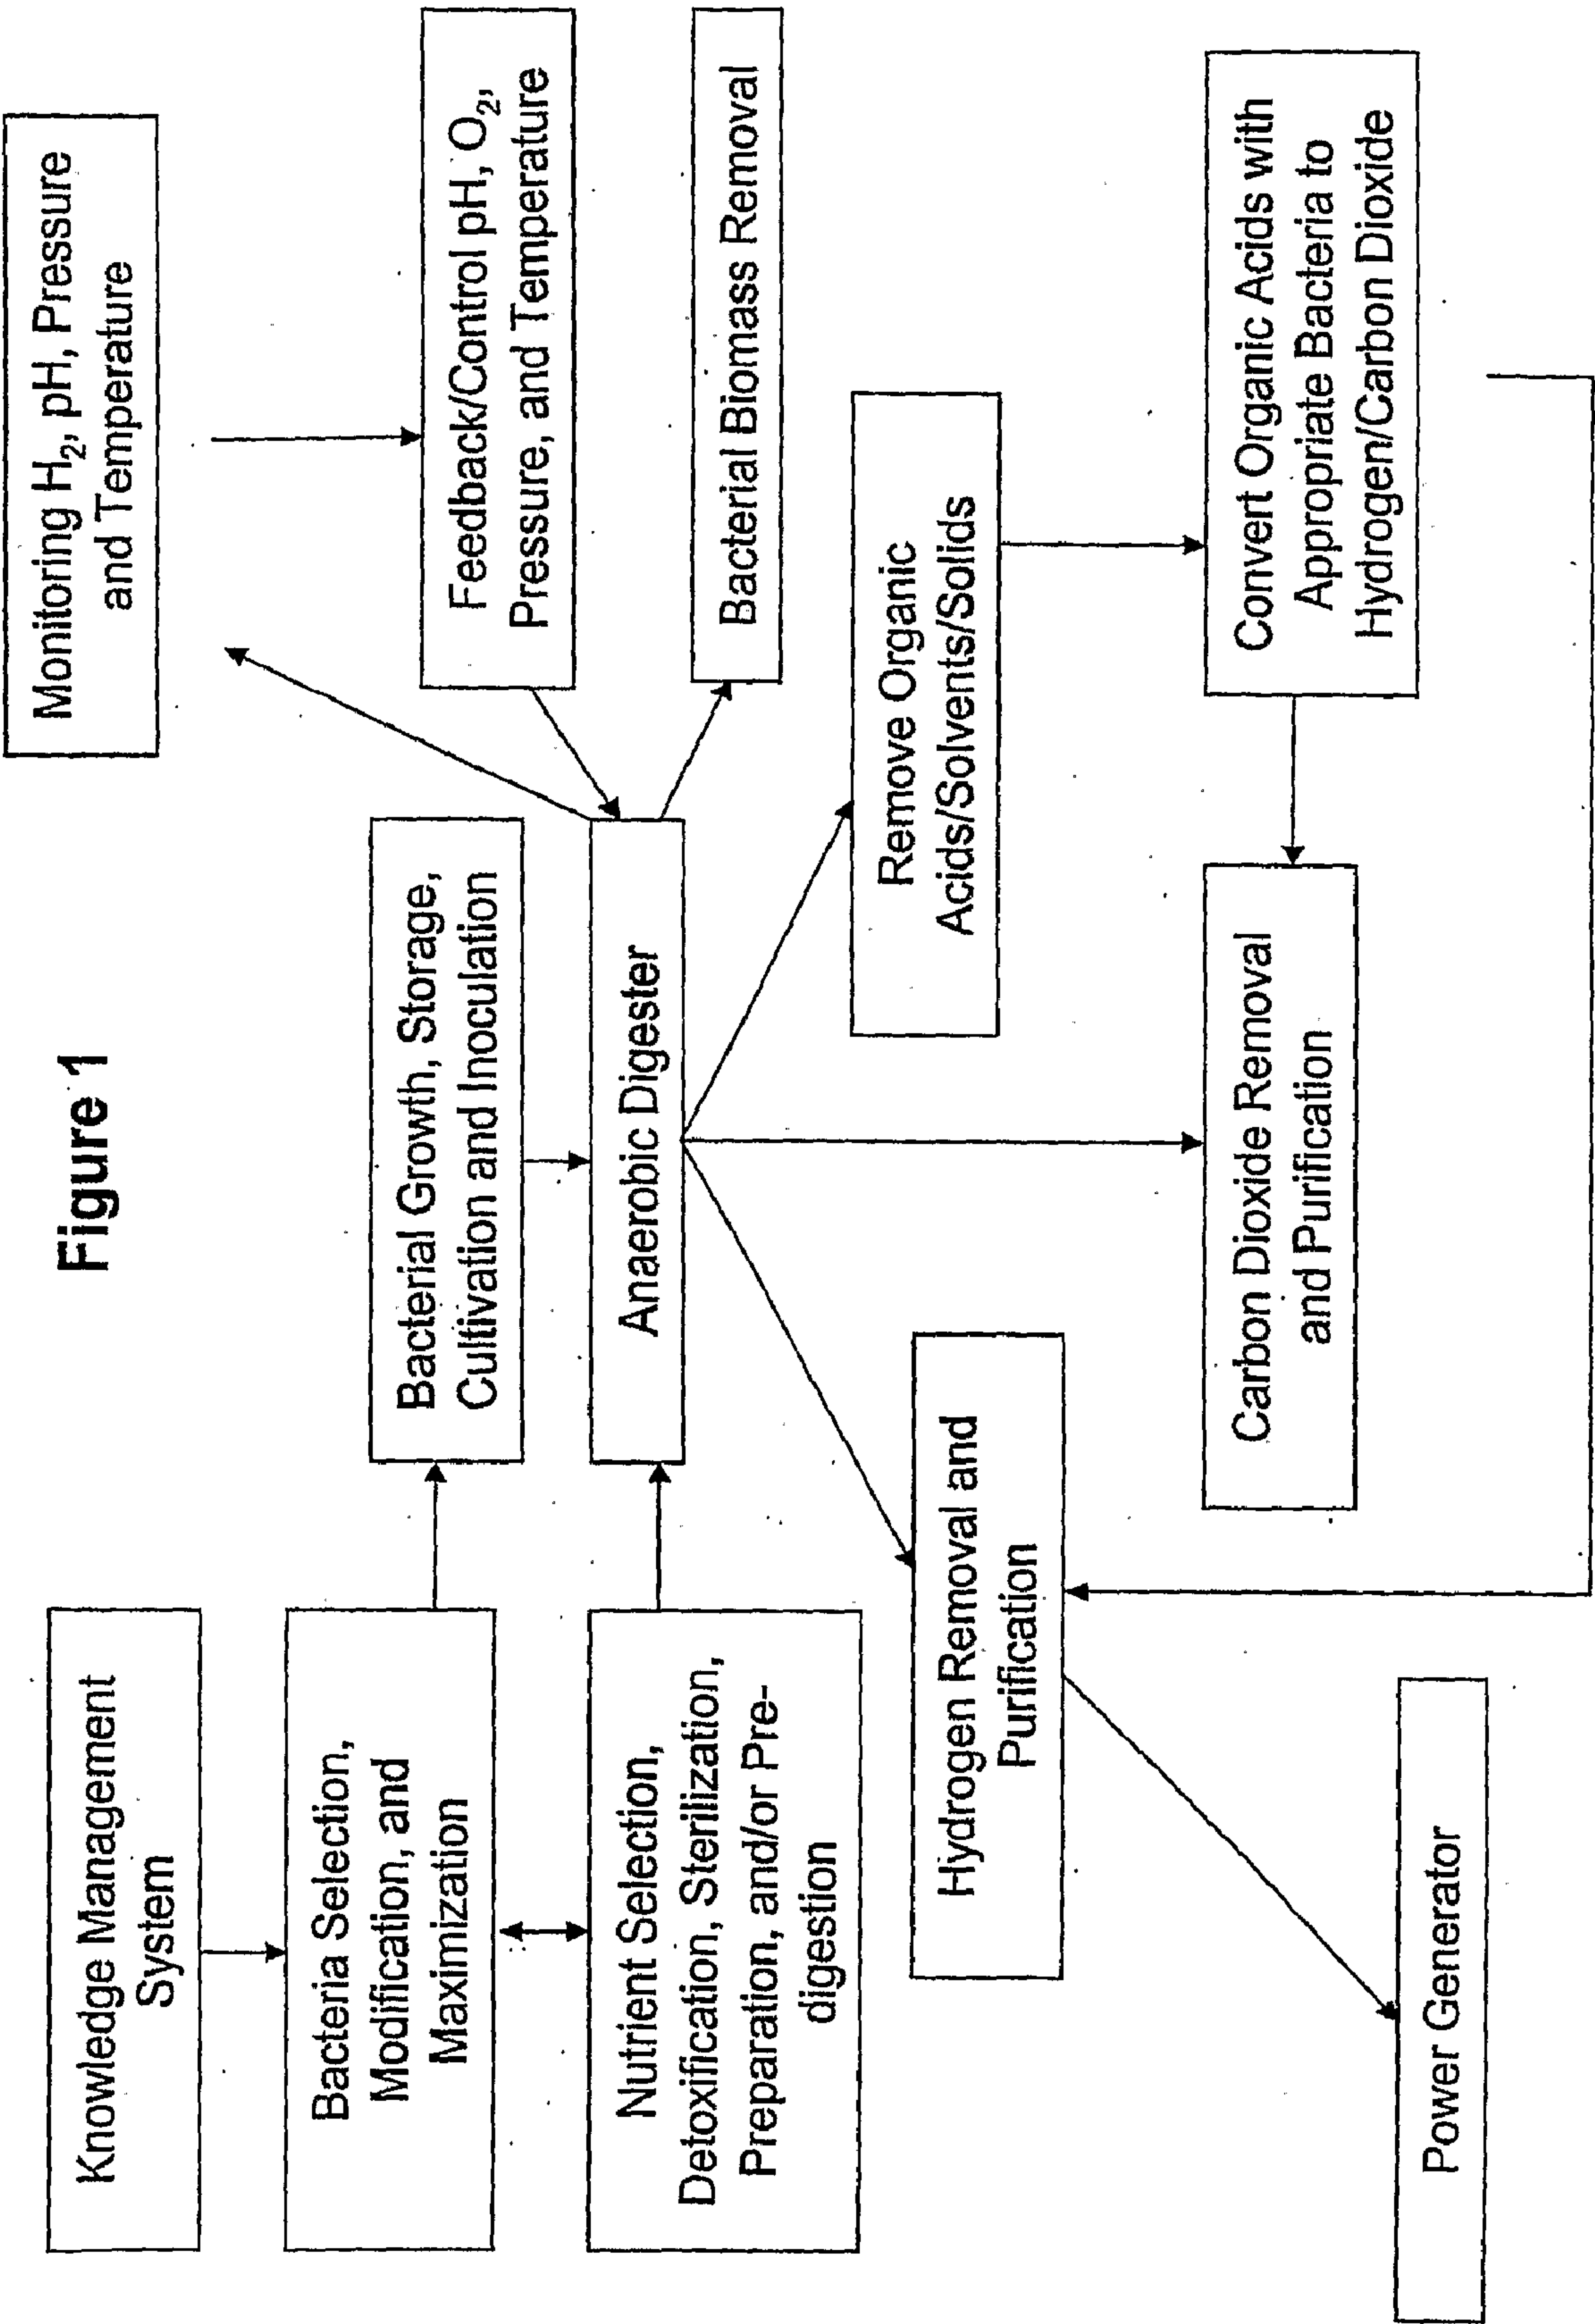 Figure 1
Knowledge Management
System
Monitoring H₂, pH, Pressure
and Temperature
Bacteria Selection,
Modification, and
Maximization
Bacterial Growth, Storage,
Cultivation and Inoculation
Feedback/Control pH, O₂,
Pressure, and Temperature
Nutrient Selection,
Detoxification, Sterilization,
Preparation, and/or Pre-
digestion
Anaerobic Digester
Bacterial Biomass Removal
Hydrogen Removal and
Purification
Remove Organic
Acids/Solvents/Solids
Carbon Dioxide Removal
and Purification
Convert Organic Acids with
Appropriate Bacteria to
Hydrogen/Carbon Dioxide
Power Generator